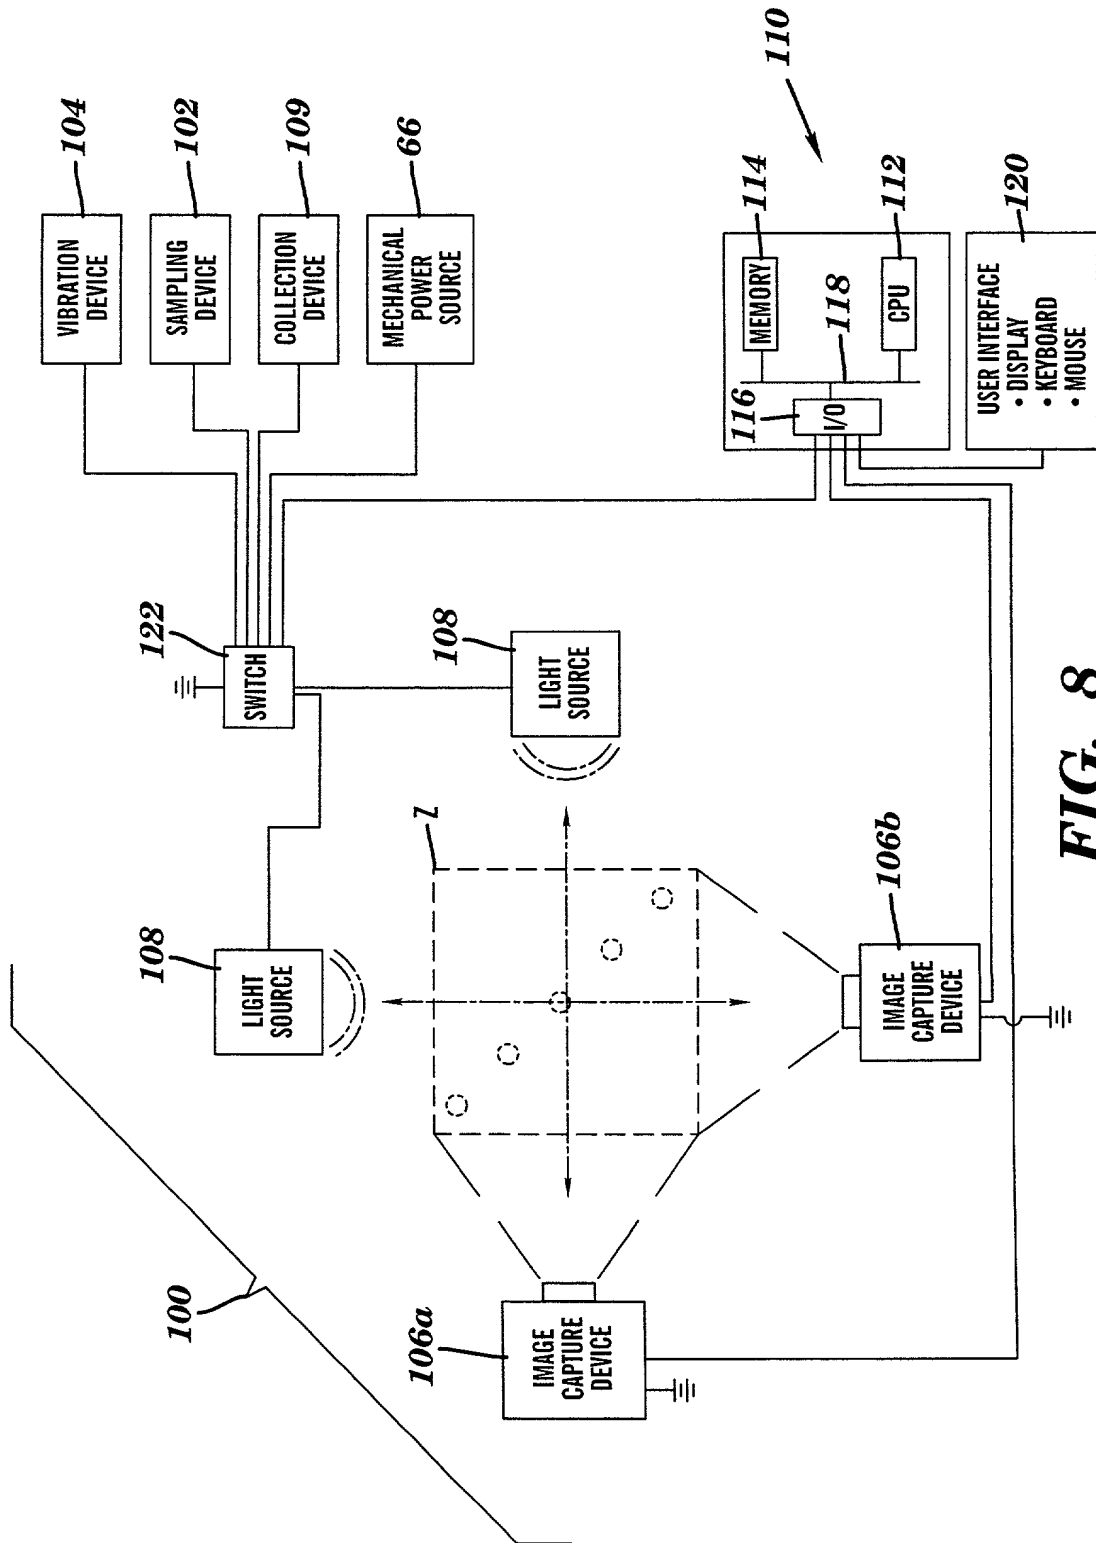 100
104
VIBRATION
DEVICE
102
SAMPLING
DEVICE
109
COLLECTION
DEVICE
66
MECHANICAL
POWER
SOURCE
122
SWITCH
108
LIGHT
SOURCE
108
LIGHT
SOURCE
Z
106a
IMAGE
CAPTURE
DEVICE
106b
IMAGE
CAPTURE
DEVICE
110
114
MEMORY
116
I/O
118
112
CPU
120
USER INTERFACE
• DISPLAY
• KEYBOARD
• MOUSE
FIG. 8